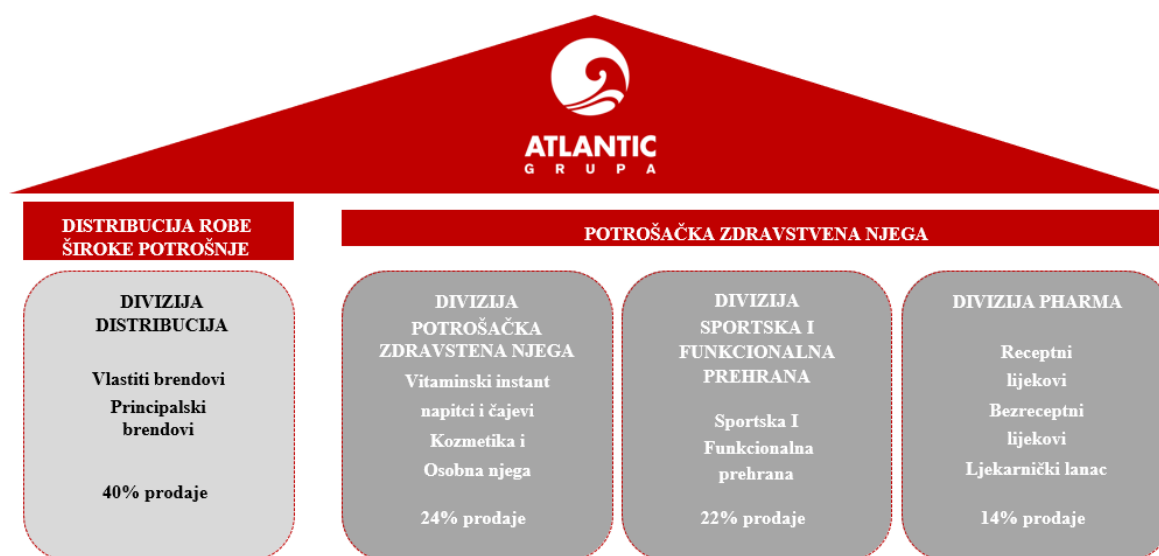 ATLANTIC
GRUPA
DISTRIBUCIJA ROBE
ŠIROKE POTROŠNJE
POTROŠAČKA ZDRAVSTVENA NJEGA
DIVIZIJA
DISTRIBUCIJA
Vlastiti brendovi
Principalski
brendovi
40% prodaje
DIVIZIJA
POTROŠAČKA
ZDRAVSTENA NJEGA
Vitaminski instant
napitci i čajevi
Kozmetika i
Osobna njega
24% prodaje
DIVIZIJA
SPORTSKA I
FUNKCIONALNA
PREHRANA
Sportska I
Funkcionalna
prehrana
22% prodaje
DIVIZIJA PHARMA
Receptni
lijekovi
Bezreceptni
lijekovi
Ljekarnički lanac
14% prodaje